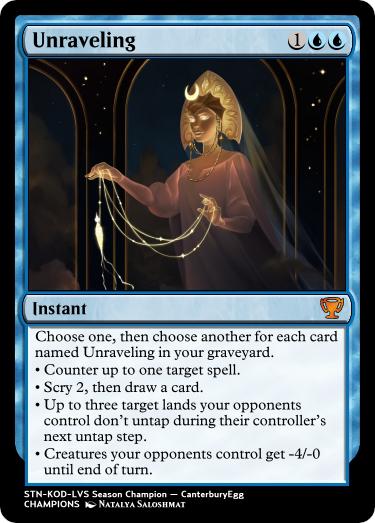 Unraveling 1
Instant
Choose one, then choose another for each card
named Unraveling in your graveyard.
• Counter up to one target spell.
• Scry 2, then draw a card.
• Up to three target lands your opponents
control don't untap during their controller's
next untap step.
• Creatures your opponents control get -4/-0
until end of turn.
STN-KOD-LVS Season Champion — CanterburyEgg
CHAMPIONS Natalya Saloshmat